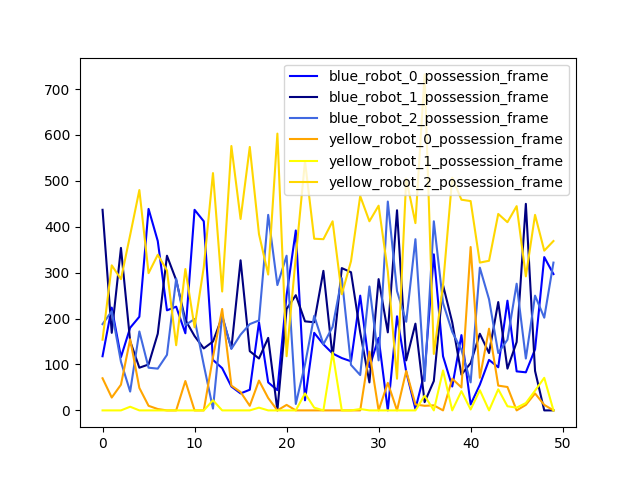 blue_robot_0_possession_frame
blue_robot_1_possession_frame
blue_robot_2_possession_frame
yellow_robot_0_possession_frame
yellow_robot_1_possession_frame
yellow_robot_2_possession_frame
700
600
500
400
300
200
100
0
0 10 20 30 40 50